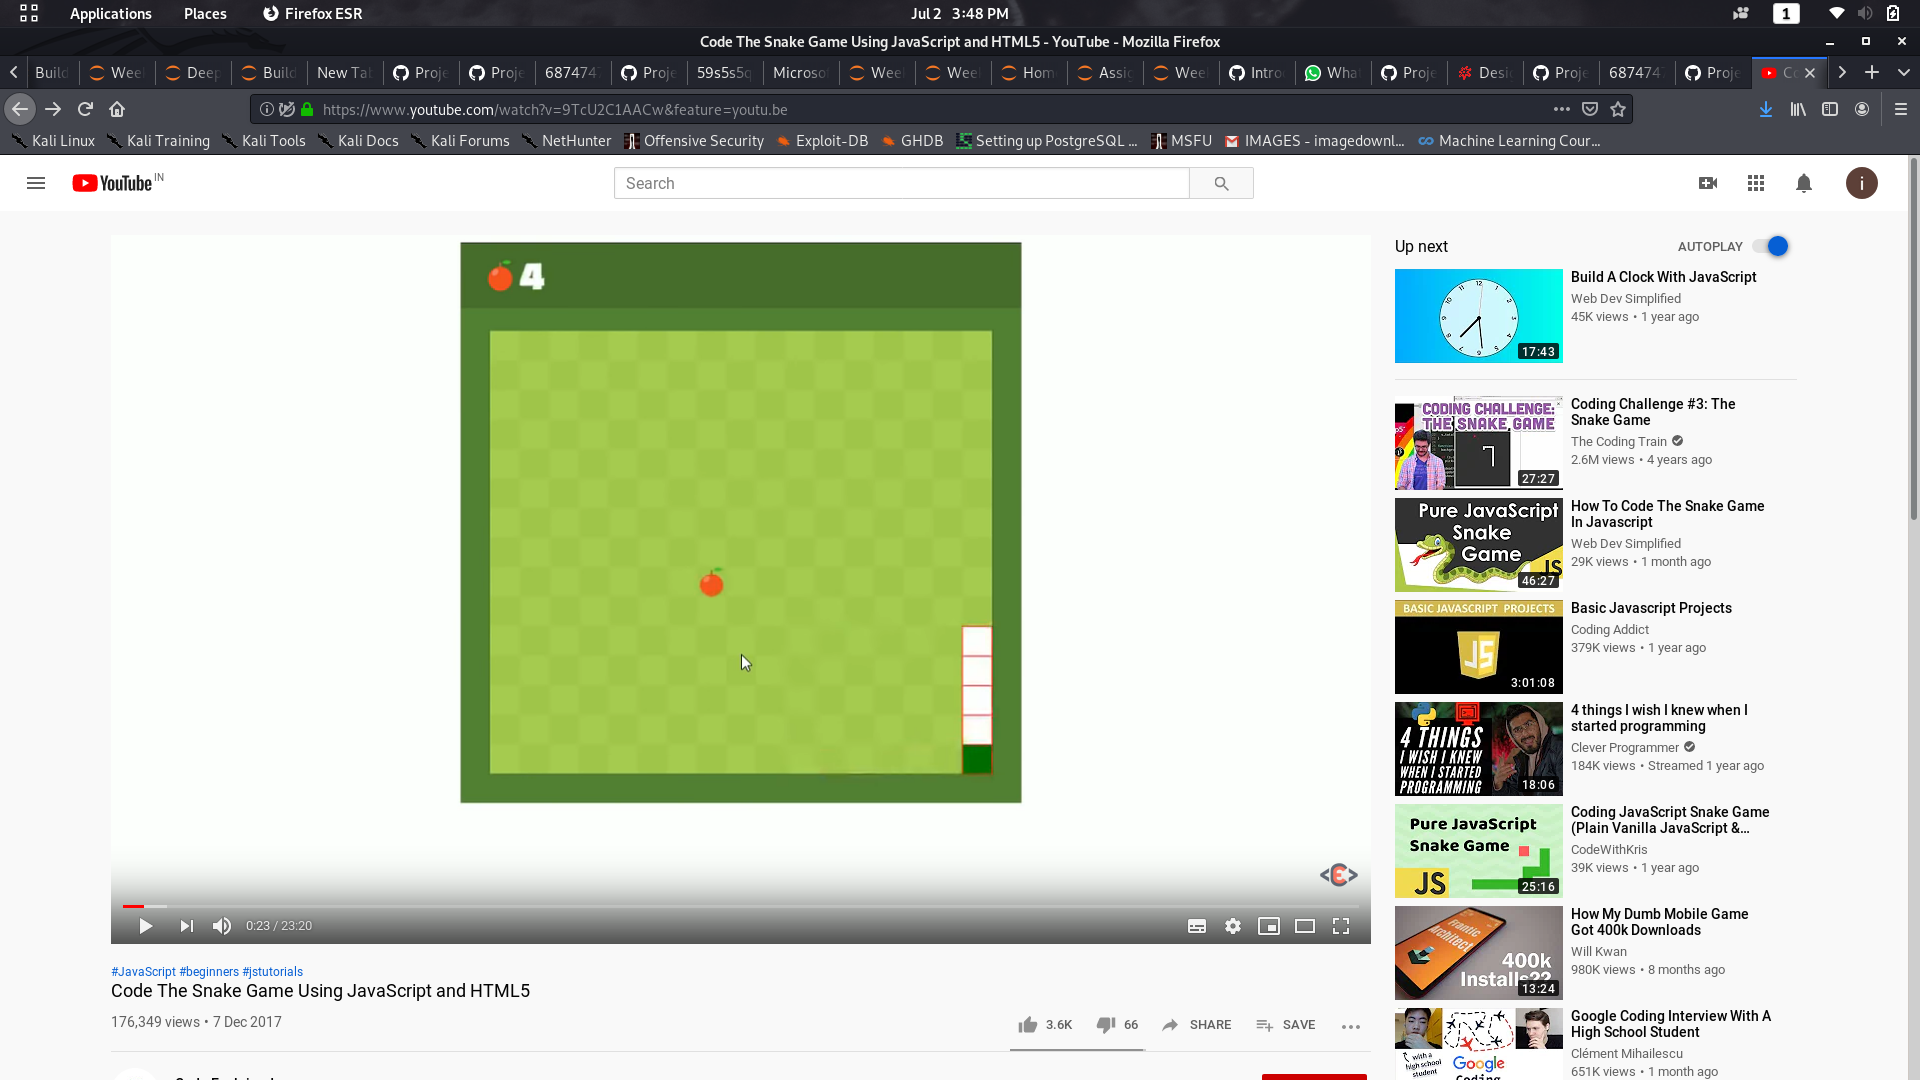 Applications Places Firefox ESR Jul 2 3:48 PM 1
Code The Snake Game Using JavaScript and HTML5 - YouTube - Mozilla Firefox
Build Wee Deep Build New Ta Proje Proje 687474 Proje 59s5s5q Microso Wee Wee Hom Assig Wee Intro What Proje Desi Proje 687474 Proje
https://www.youtube.com/watch?v=9TcU2C1AACw&feature=youtu.be
Kali Linux Kali Training Kali Tools Kali Docs Kali Forums NetHunter Offensive Security Exploit-DB GHDB Setting up PostgreSQL ... MSFU IMAGES - imagedownl... Machine Learning Cour...
YouTube IN
Search
i
4
0:23 / 23:20
#JavaScript #beginners #jstutorials
Code The Snake Game Using JavaScript and HTML5
176,349 views • 7 Dec 2017
3.6K 66 SHARE SAVE
Up next AUTOPLAY
17:43
Build A Clock With JavaScript
Web Dev Simplified
45K views • 1 year ago
CODING CHALLENGE:
THE SNAKE GAME
27:27
Coding Challenge #3: The
Snake Game
The Coding Train
2.6M views • 4 years ago
Pure JavaScript
Snake
Game
JS
46:27
How To Code The Snake Game
In Javascript
Web Dev Simplified
29K views • 1 month ago
BASIC JAVASCRIPT PROJECTS
JS
3:01:08
Basic Javascript Projects
Coding Addict
379K views • 1 year ago
4 THINGS
I WISH I KNEW
WHEN I STARTED
PROGRAMMING
18:06
4 things I wish I knew when I
started programming
Clever Programmer
184K views • Streamed 1 year ago
Pure JavaScript
Snake Game
JS
25:16
Coding JavaScript Snake Game
(Plain Vanilla JavaScript &...
CodeWithKris
39K views • 1 year ago
Frantic
Architect
400k
Installs??
13:24
How My Dumb Mobile Game
Got 400k Downloads
Will Kwan
980K views • 8 months ago
with a
high school
student
Google
Coding
Google Coding Interview With A
High School Student
Clément Mihailescu
651K views • 1 month ago